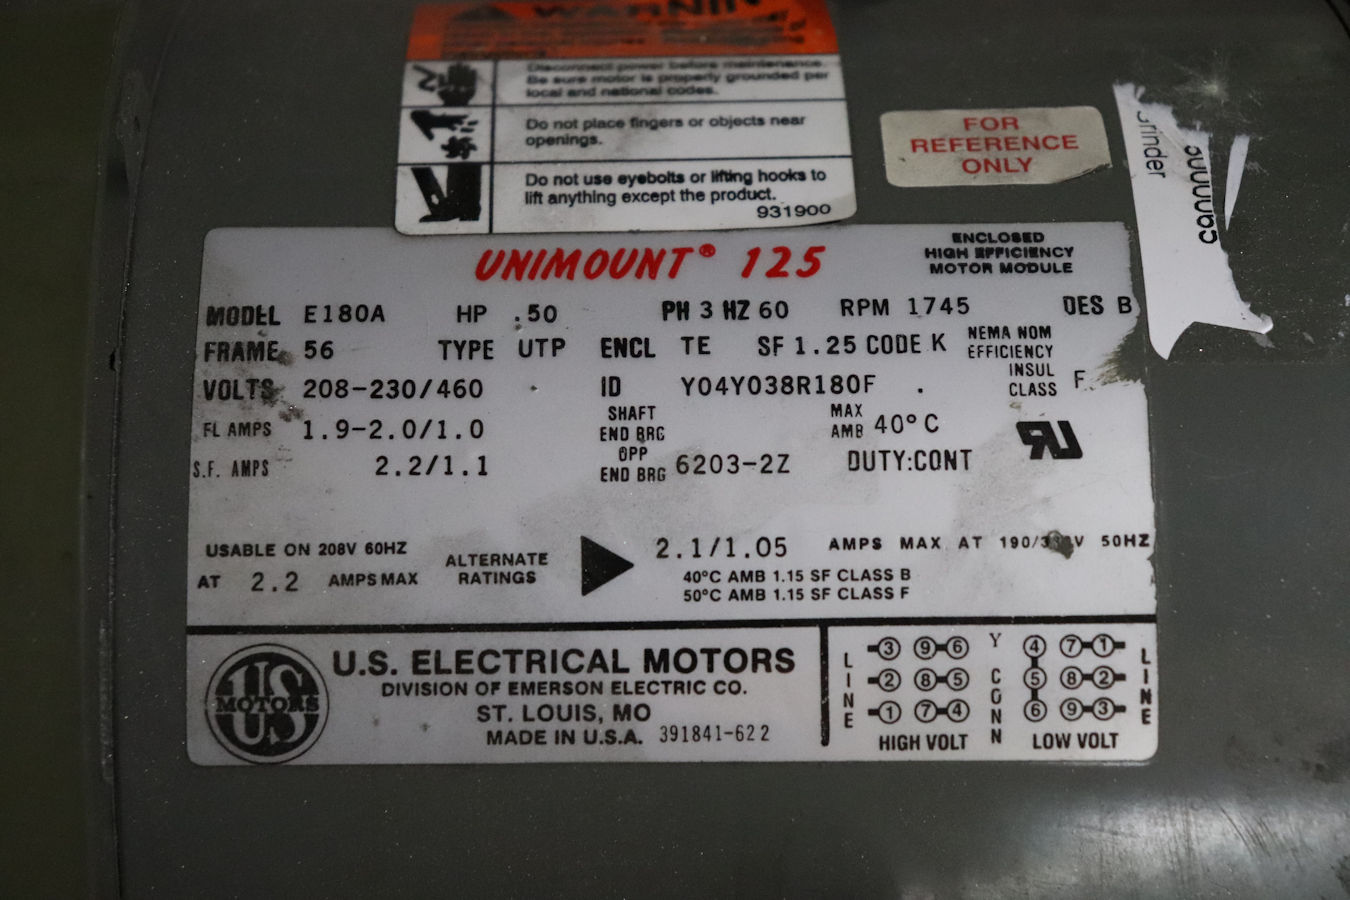 WARNING
Disconnect power before maintenance.
Be sure motor is properly grounded per
local and national codes.
Do not place fingers or objects near
openings.
Do not use eyebolts or lifting hooks to
lift anything except the product.
931900
FOR
REFERENCE
ONLY
rinder
UNIMOUNT® 125
ENCLOSED
HIGH EFFICIENCY
MOTOR MODULE
MODEL E180A HP .50 PH 3 HZ 60 RPM 1745 DES B
FRAME 56 TYPE UTP ENCL TE SF 1.25 CODE K NEMA NOM EFFICIENCY
VOLTS 208-230/460 ID Y04Y038R180F INSUL CLASS F
FL AMPS 1.9-2.0/1.0 SHAFT END BRG MAX AMB 40°C
S.F. AMPS 2.2/1.1 OPP END BRG 6203-2Z DUTY:CONT
UR
USABLE ON 208V 60HZ
AT 2.2 AMPS MAX
ALTERNATE
RATINGS
2.1/1.05 AMPS MAX AT 190/ V 50HZ
40°C AMB 1.15 SF CLASS B
50°C AMB 1.15 SF CLASS F
US
MOTORS
U.S. ELECTRICAL MOTORS
DIVISION OF EMERSON ELECTRIC CO.
ST. LOUIS, MO
MADE IN U.S.A. 391841-622
LINE
3 9 6
2 8 5
1 7 4
HIGH VOLT
Y CONN
4 7 1
5 8 2
6 9 3
LOW VOLT
LINE